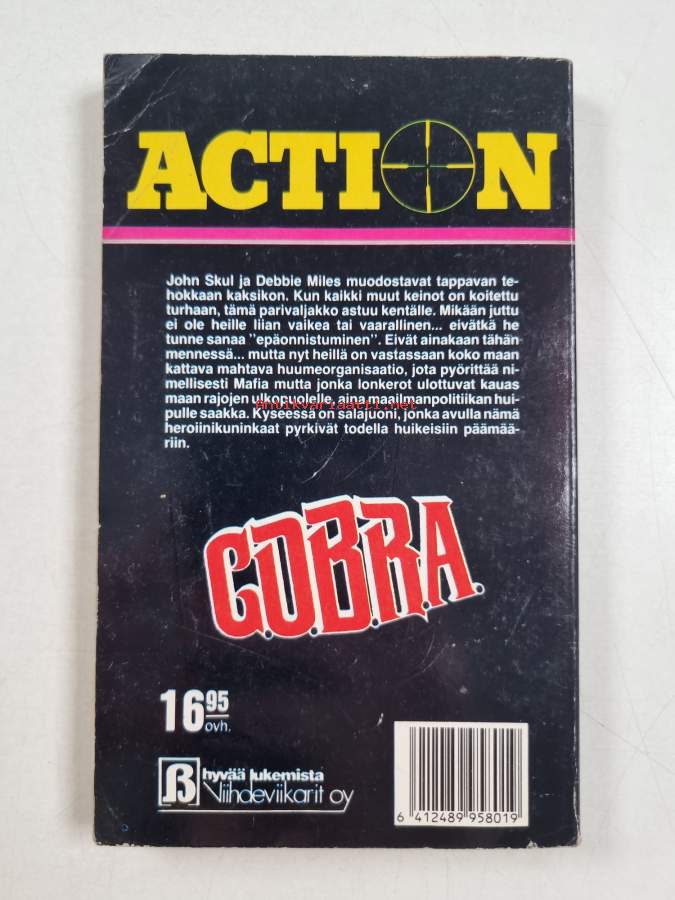 ACTION
John Skul ja Debbie Miles muodostavat tappavan te-
hokkaan kaksikon. Kun kaikki muut keinot on koitettu
turhaan, tämä parivaljakko astuu kentälle. Mikään juttu
ei ole heille liian vaikea tai vaarallinen... eivätkä he
tunne sanaa "epäonnistuminen". Eivät ainakaan tähän
mennessä... mutta nyt heillä on vastassaan koko maan
kattava mahtava huumeorganisaatio, jota pyörittää ni-
mellisesti Mafia mutta jonka lonkerot ulottuvat kauas
maan rajojen
Antikvariaatti.net
hui-
pulle saakka. Kyseessä on salajuoni, jonka avulla nämä
heroiinikuninkaat pyrkivät todella huikeisiin päämää-
riin.
C.O.B.R.A.
16 95
ovh.
hyvää lukemista
Viihdeviikarit oy
6 412489 958019